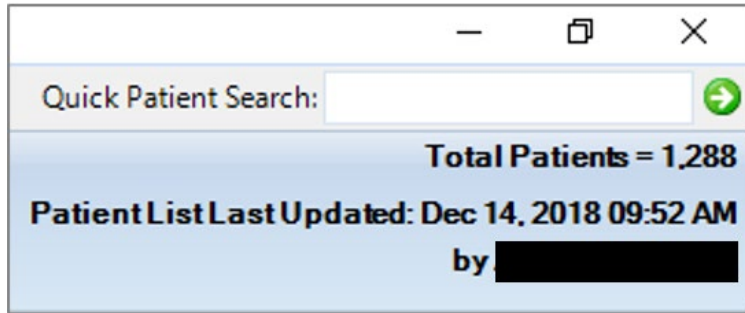 Quick Patient Search:
Total Patients = 1,288
Patient List Last Updated: Dec 14, 2018 09:52 AM
by